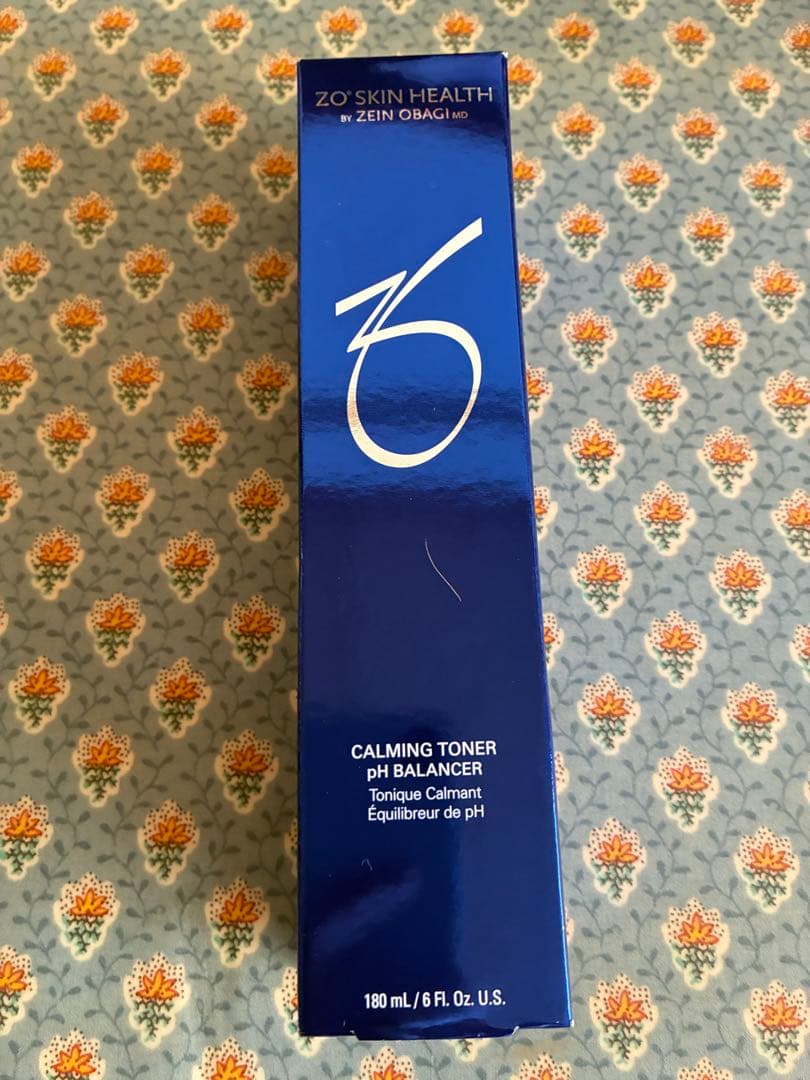 ZO® SKIN HEALTH
BY ZEIN OBAGI MD
ZO
CALMING TONER
pH BALANCER
Tonique Calmant
Équilibreur de pH
180 mL / 6 Fl. Oz. U.S.